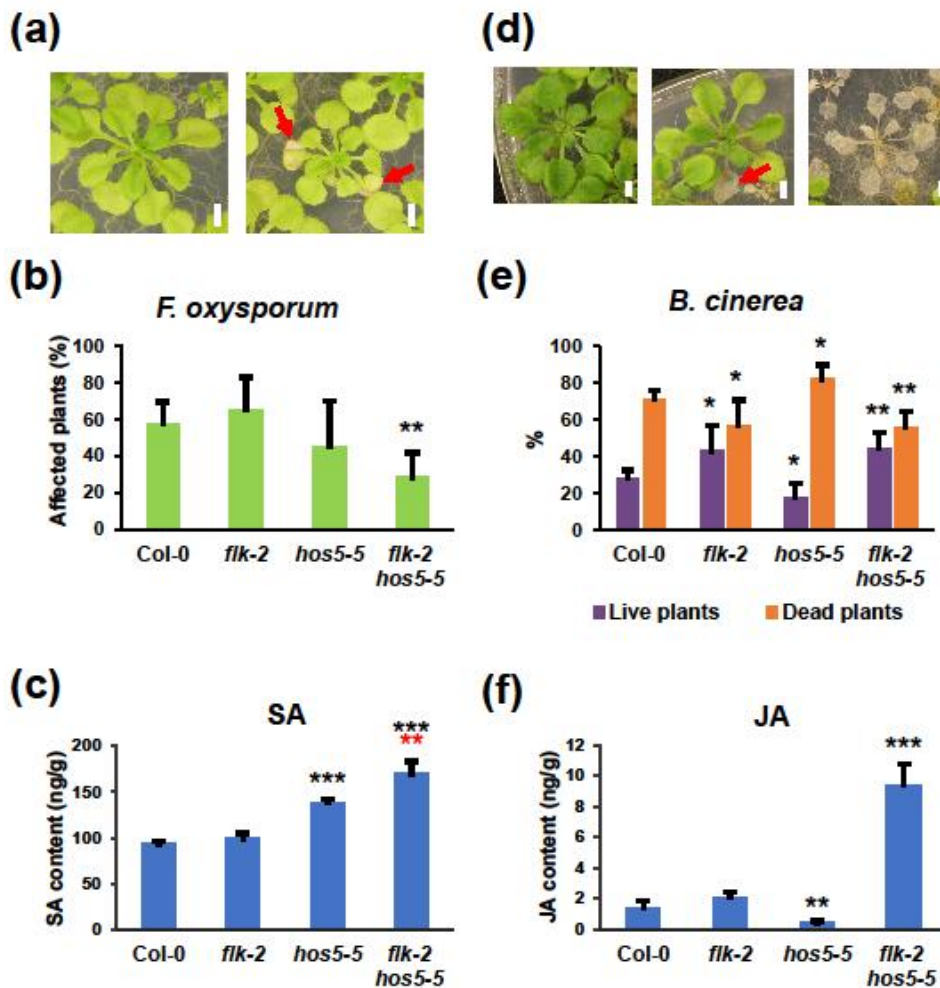 (a)
(d)
(b)
F. oxysporum
Affected plants (%)
100
80
60
40
20
0
**
Col-0
flk-2
hos5-5
flk-2
hos5-5
(e)
B. cinerea
%
100
80
60
40
20
0
*
*
*
*
**
**
Col-0
flk-2
hos5-5
flk-2
hos5-5
Live plants
Dead plants
(c)
SA
SA content (ng/g)
200
150
100
50
0
***
***
**
Col-0
flk-2
hos5-5
flk-2
hos5-5
(f)
JA
JA content (ng/g)
12
10
8
6
4
2
0
**
***
Col-0
flk-2
hos5-5
flk-2
hos5-5